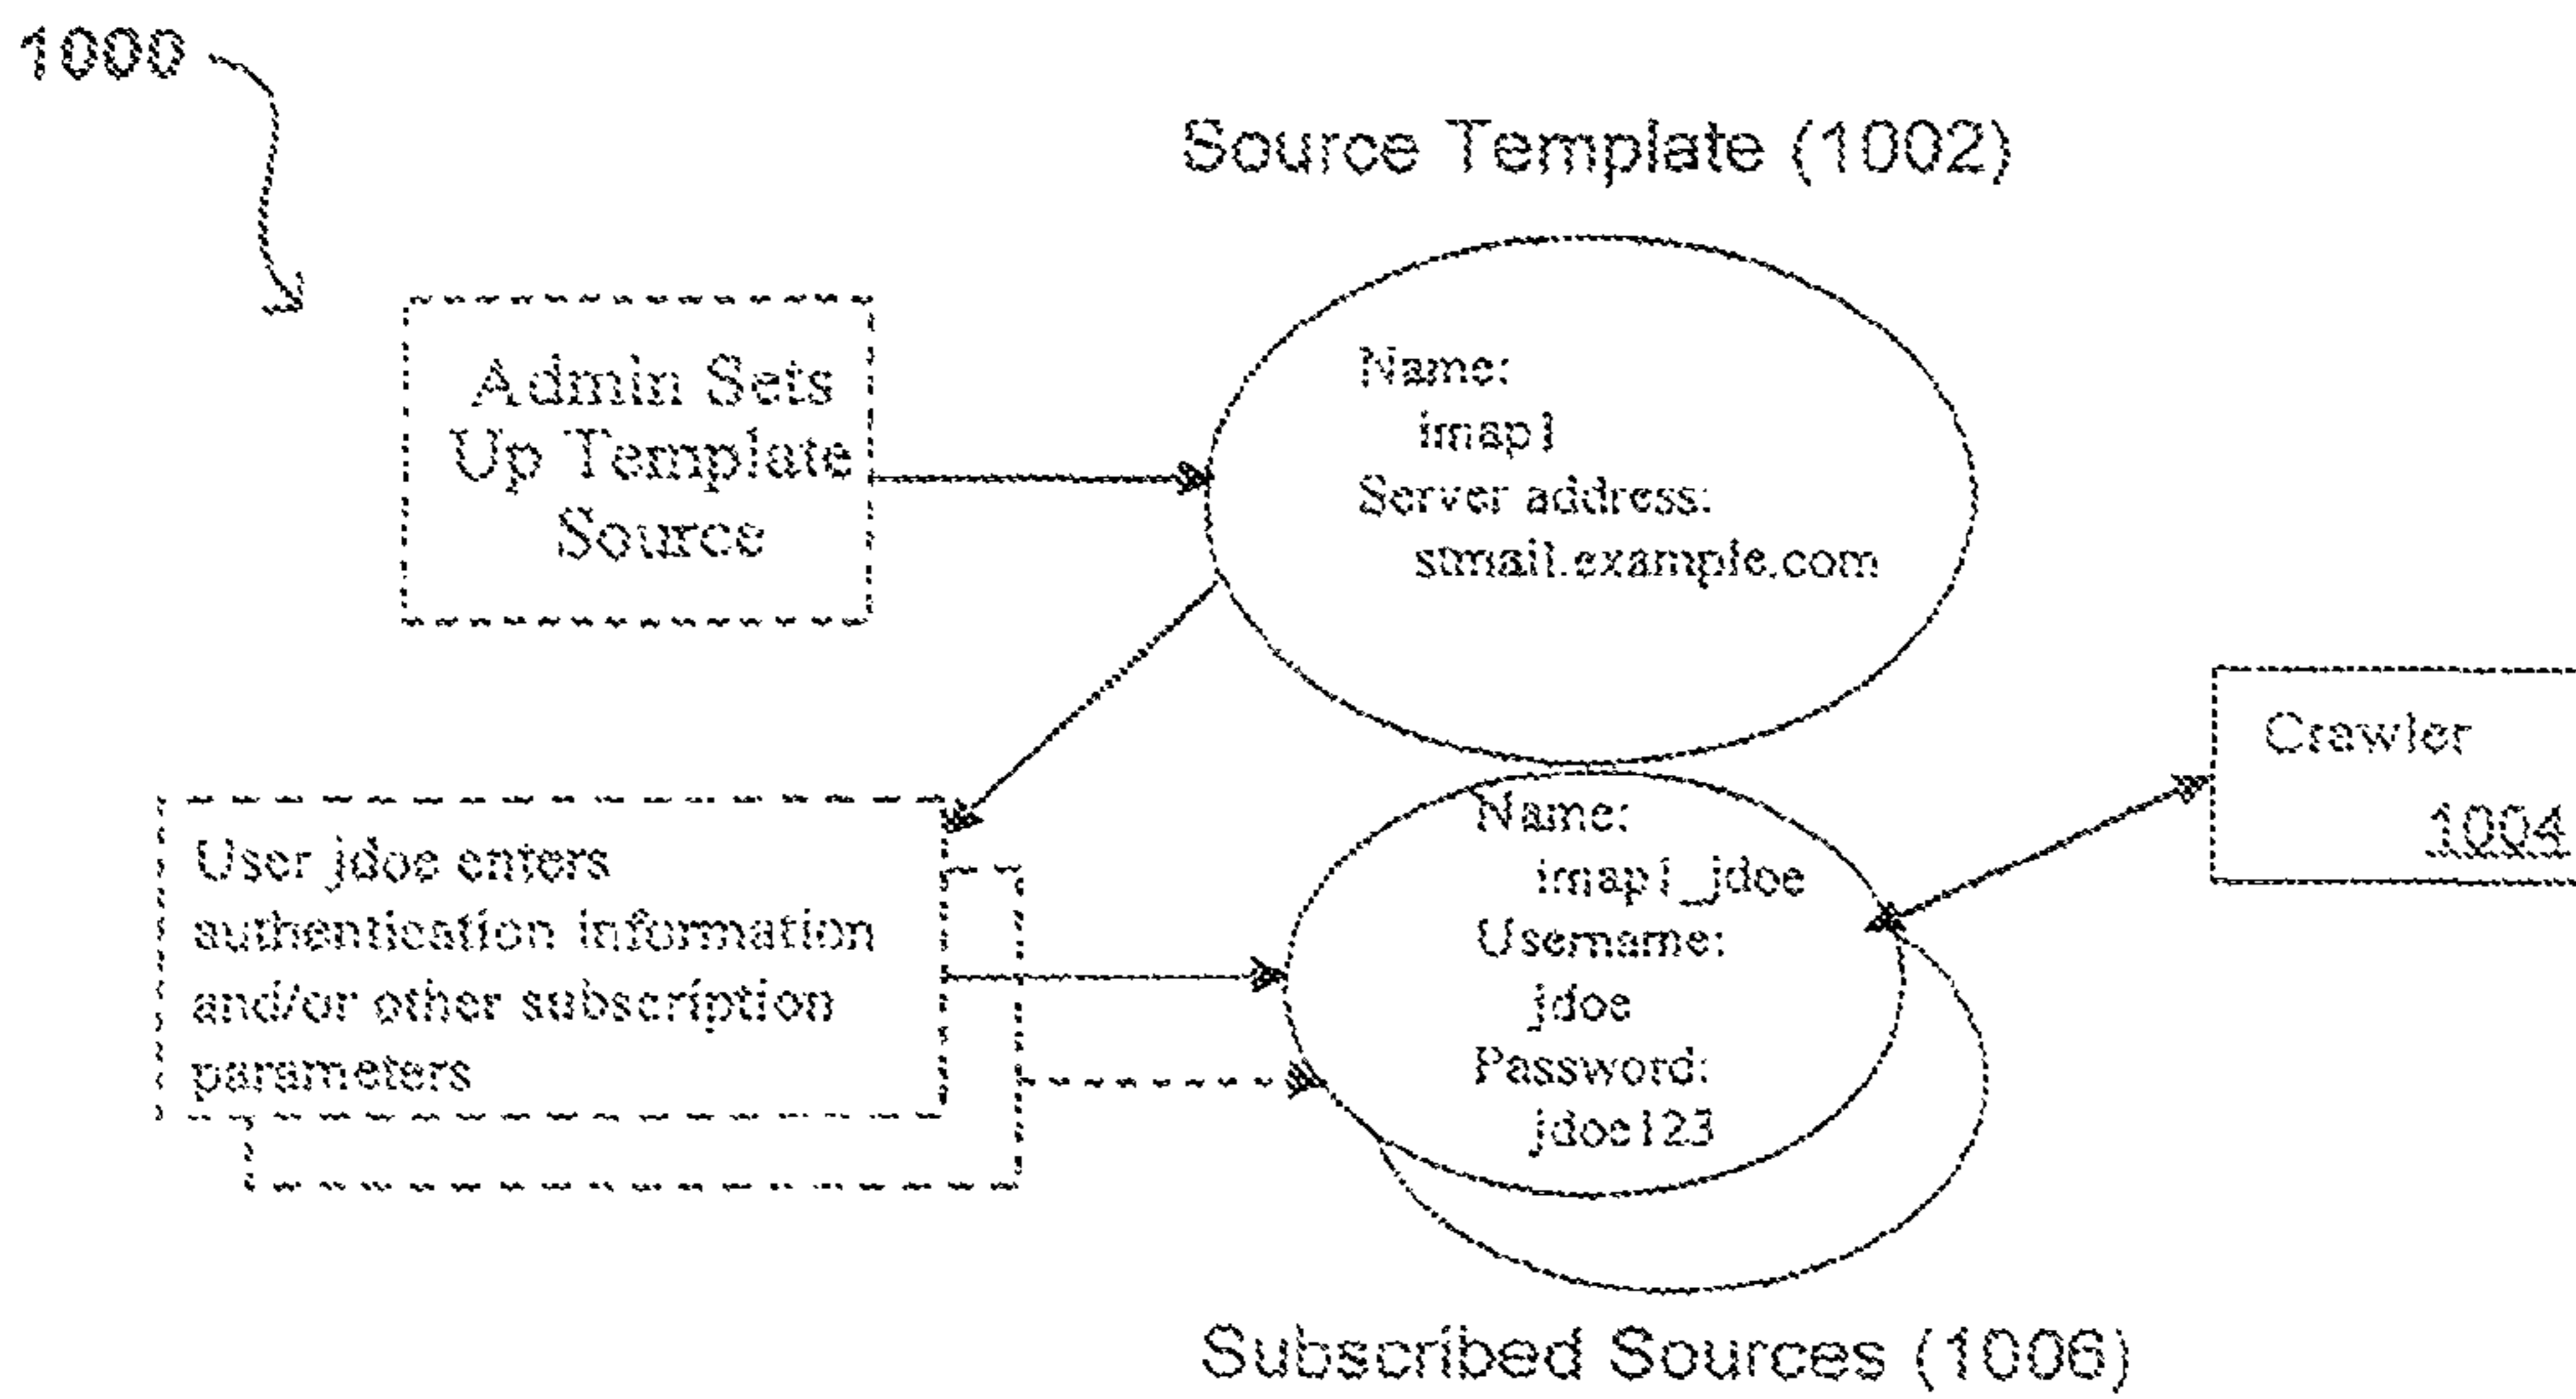 1000
Source Template (1002)
Admin Sets
Up Template
Source
Name:
imap1
Server address:
stmail.example.com
Crawler
1004
User jdoe enters
authentication information
and/or other subscription
parameters
Name:
imap1_jdoe
Username:
jdoe
Password:
jdoe123
Subscribed Sources (1006)